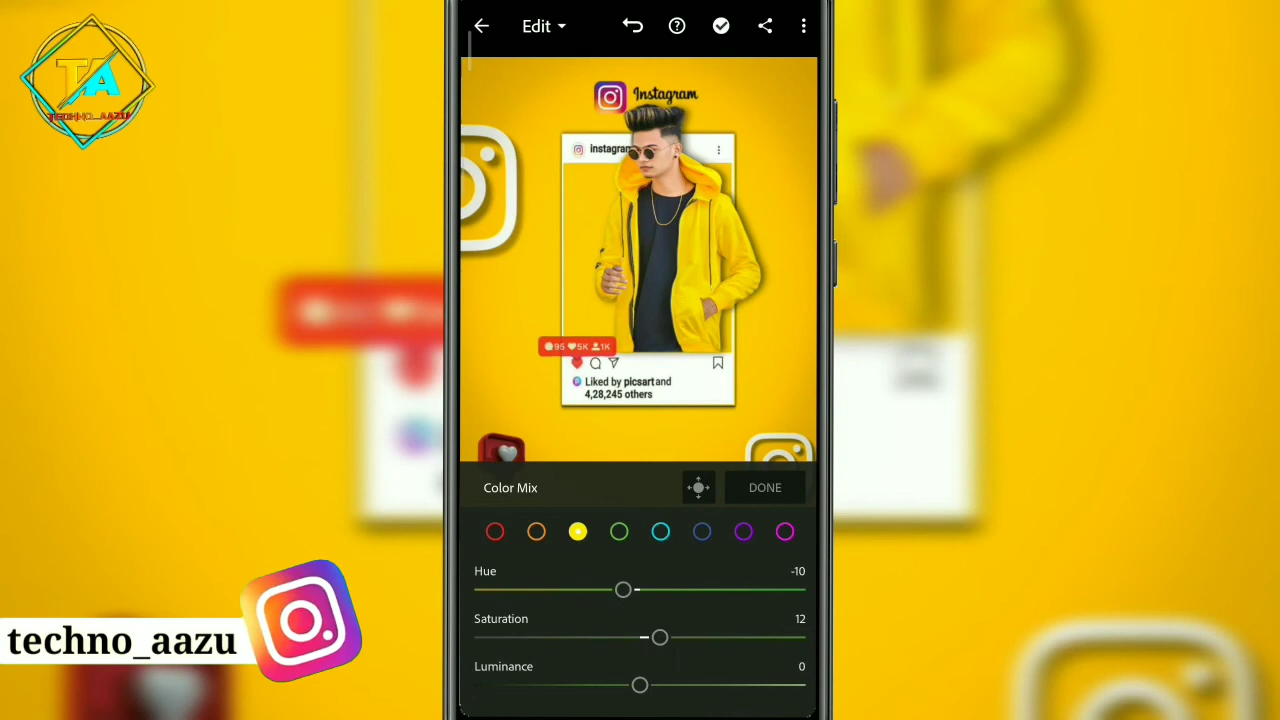 TA
TECHNO_AAZU
Edit
Instagram
instagram
95 5K 1K
Liked by picsart and
4,28,245 others
Color Mix
DONE
Hue -10
Saturation 12
Luminance 0
techno_aazu